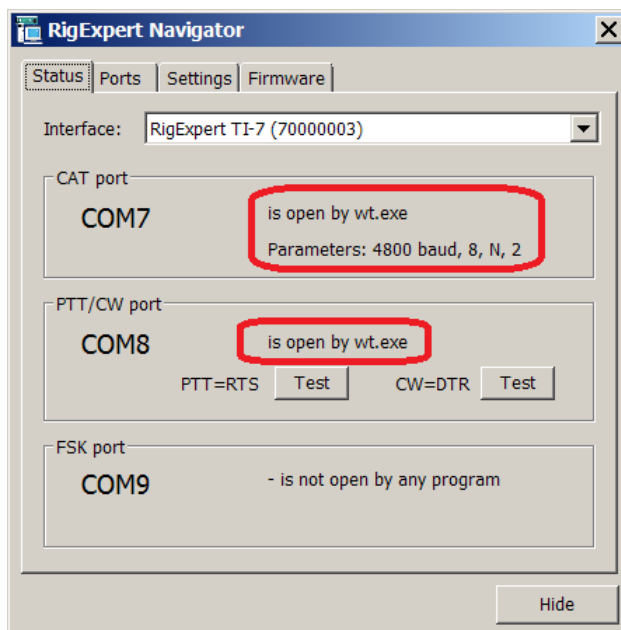 RigExpert Navigator
Status Ports Settings Firmware
Interface: RigExpert TI-7 (70000003)
CAT port
COM7 is open by wt.exe
Parameters: 4800 baud, 8, N, 2
PTT/CW port
COM8 is open by wt.exe
PTT=RTS Test CW=DTR Test
FSK port
COM9 - is not open by any program
Hide